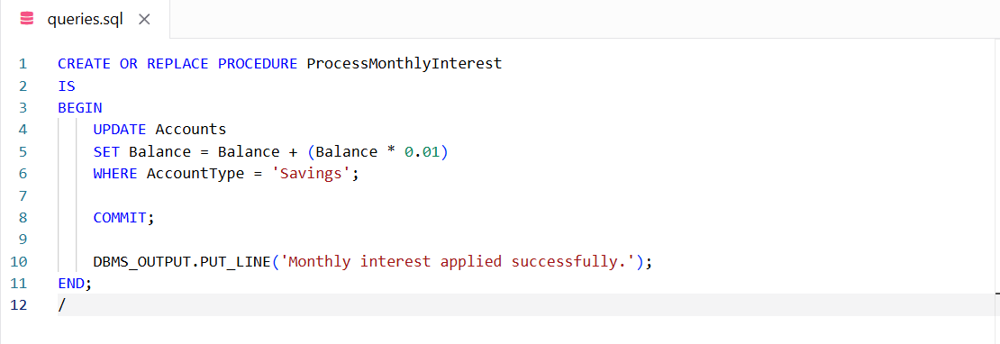 queries.sql
1 CREATE OR REPLACE PROCEDURE ProcessMonthlyInterest
2 IS
3 BEGIN
4     UPDATE Accounts
5     SET Balance = Balance + (Balance * 0.01)
6     WHERE AccountType = 'Savings';
7
8     COMMIT;
9
10     DBMS_OUTPUT.PUT_LINE('Monthly interest applied successfully.');
11 END;
12 /